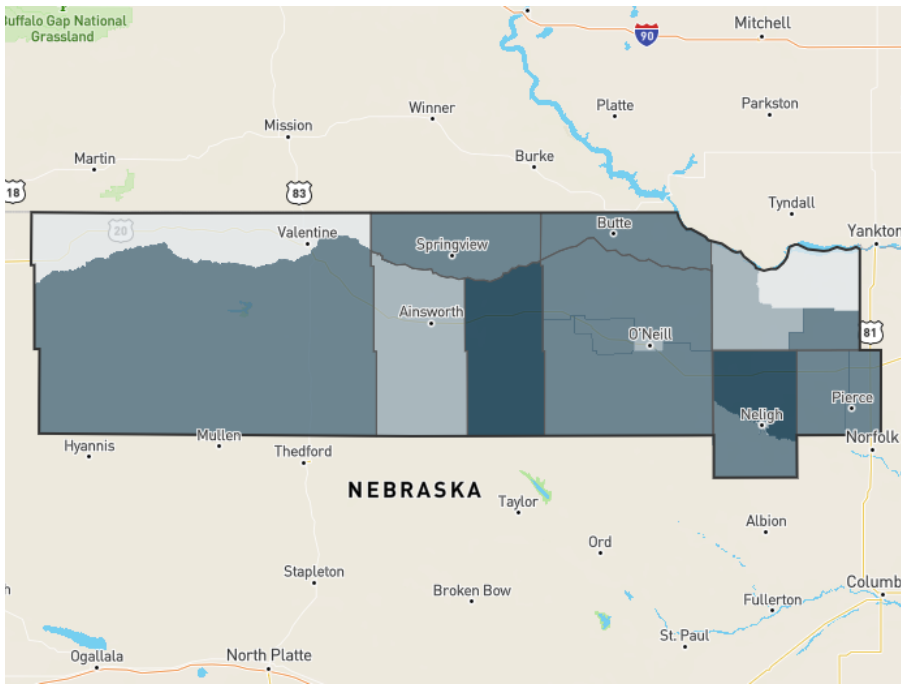 Buffalo Gap National
Grassland
90
Mitchell
Winner
Platte
Parkston
Mission
Martin
Burke
18
83
Tyndall
20
Valentine
Butte
Yankton
Springview
Ainsworth
O'Neill
81
Neligh
Pierce
Hyannis
Mullen
Thedford
Norfolk
NEBRASKA
Taylor
Albion
Ord
Stapleton
Broken Bow
Columb
Fullerton
St. Paul
Ogallala
North Platte